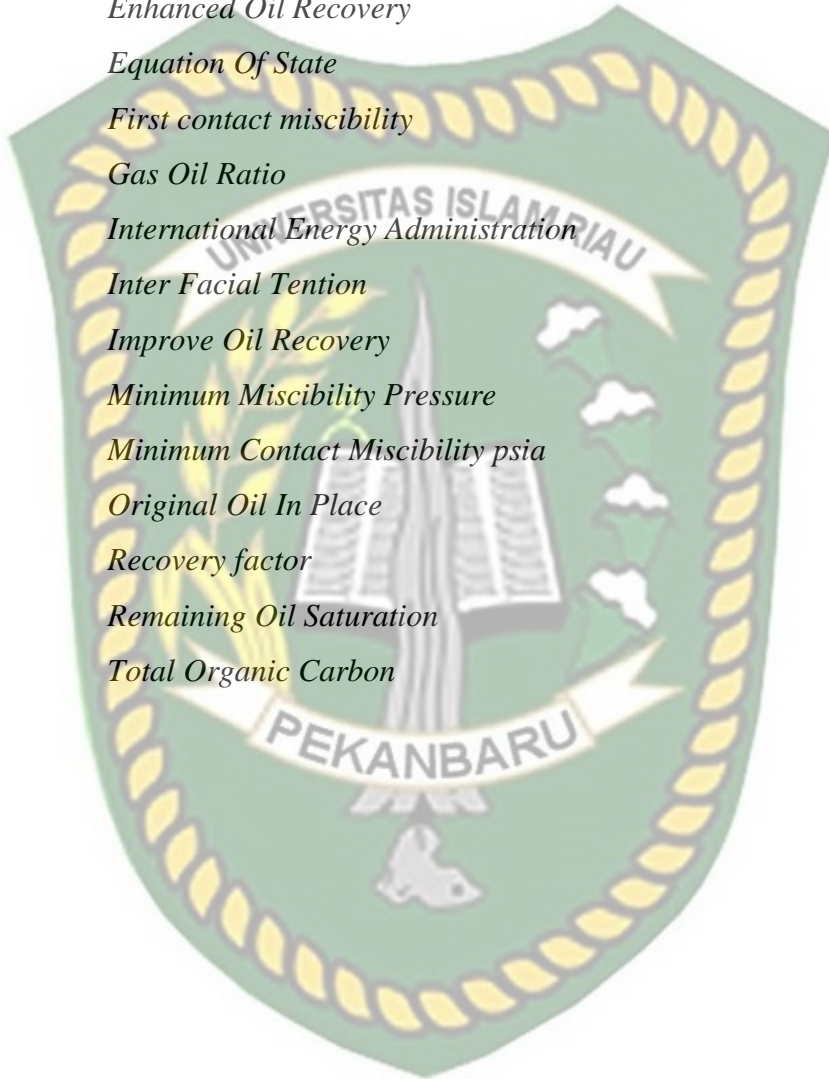 Enhanced Oil Recovery
Equation Of State
First contact miscibility
Gas Oil Ratio
UNIVERSITAS ISLAM RIAU
International Energy Administration
Inter Facial Tention
Improve Oil Recovery
Minimum Miscibility Pressure
Minimum Contact Miscibility psia
Original Oil In Place
Recovery factor
Remaining Oil Saturation
Total Organic Carbon
PEKANBARU